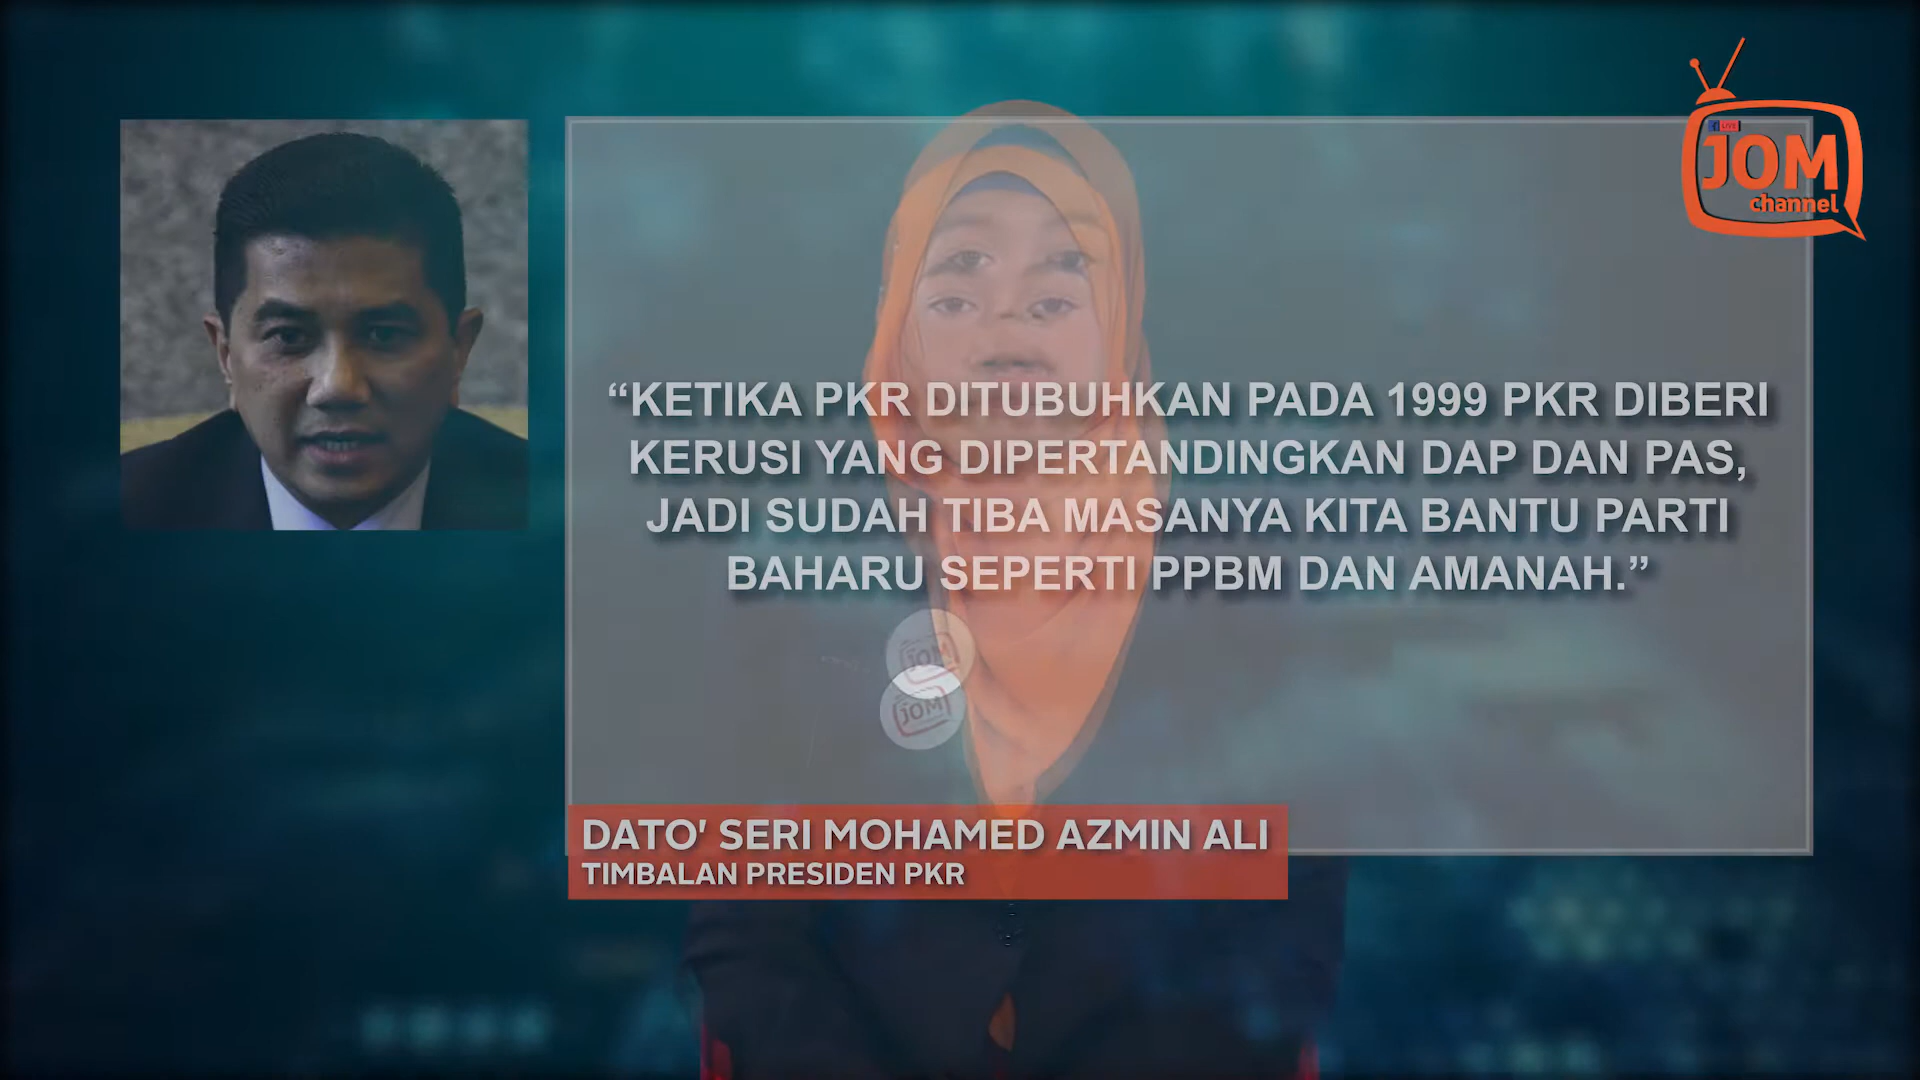 LIVE
JOM
channel
“KETIKA PKR DITUBUHKAN PADA 1999 PKR DIBERI
KERUSI YANG DIPERTANDINGKAN DAP DAN PAS,
JADI SUDAH TIBA MASANYA KITA BANTU PARTI
BAHARU SEPERTI PPBM DAN AMANAH.”
JOM
JOM
DATO' SERI MOHAMED AZMIN ALI
TIMBALAN PRESIDEN PKR